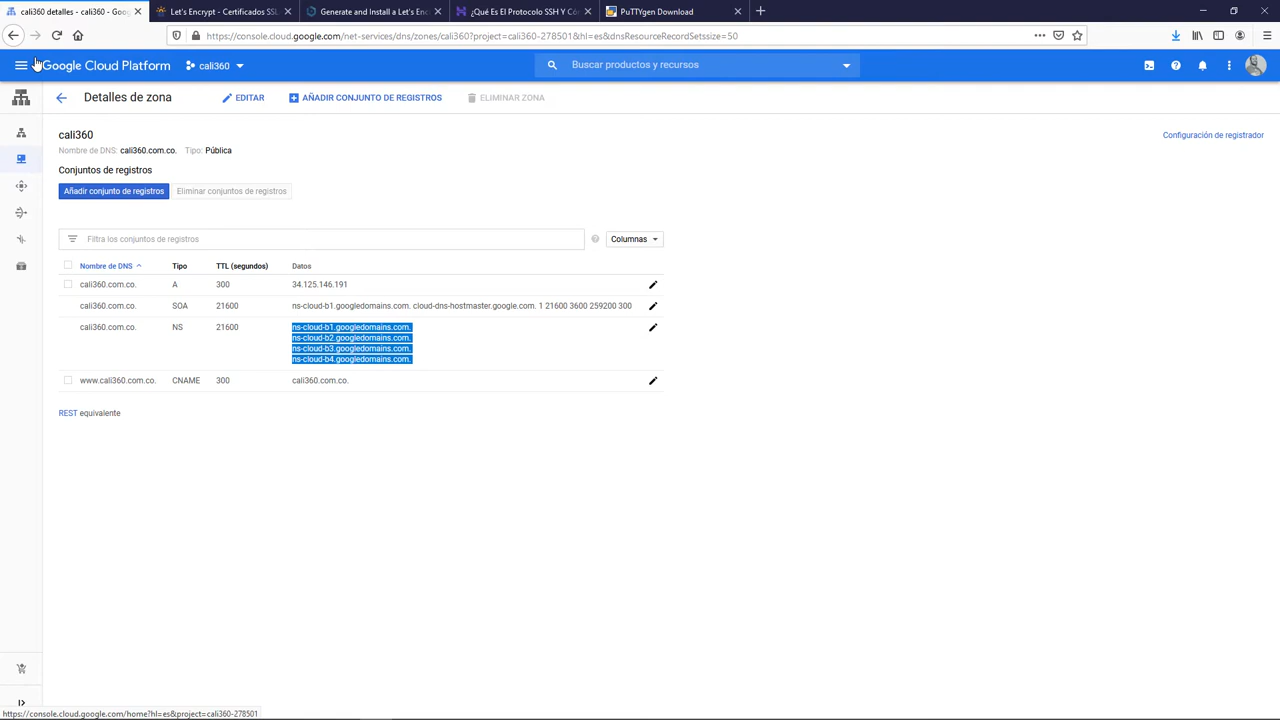 cali360 detalles - cali360 - Goog
Let's Encrypt - Certificados SSL
Generate and Install a Let's Enc
¿Qué Es El Protocolo SSH Y Có
PuTTYgen Download
https://console.cloud.google.com/net-services/dns/zones/cali360?project=cali360-278501&hl=es&dnsResourceRecordSetssize=50
Google Cloud Platform
cali360
Buscar productos y recursos
Detalles de zona
EDITAR
AÑADIR CONJUNTO DE REGISTROS
ELIMINAR ZONA
cali360
Configuración de registrador
Nombre de DNS: cali360.com.co. Tipo: Pública
Conjuntos de registros
Añadir conjunto de registros
Eliminar conjuntos de registros
Filtra los conjuntos de registros
Columnas
Nombre de DNS Tipo TTL (segundos) Datos
cali360.com.co. A 300 34.125.146.191
cali360.com.co. SOA 21600 ns-cloud-b1.googledomains.com. cloud-dns-hostmaster.google.com. 1 21600 3600 259200 300
cali360.com.co. NS 21600 ns-cloud-b1.googledomains.com.
ns-cloud-b2.googledomains.com.
ns-cloud-b3.googledomains.com.
ns-cloud-b4.googledomains.com.
www.cali360.com.co. CNAME 300 cali360.com.co.
REST equivalente
https://console.cloud.google.com/home?hl=es&project=cali360-278501